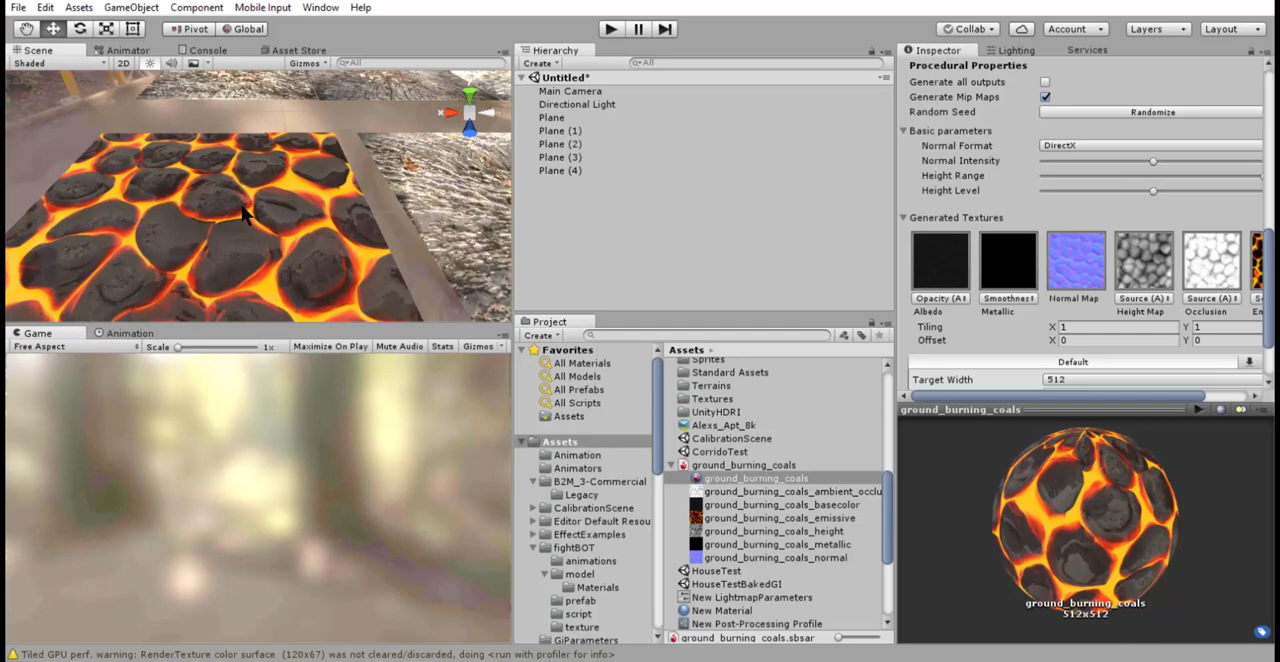 File Edit Assets GameObject Component Mobile Input Window Help
Pivot Global Collab Account Layers Layout
Scene Animator Console Asset Store
Shaded 2D Gizmos All
Hierarchy
Create All
Untitled*
Main Camera
Directional Light
Plane
Plane (1)
Plane (2)
Plane (3)
Plane (4)
Inspector Lighting Services
Procedural Properties
Generate all outputs
Generate Mip Maps
Random Seed Randomize
Basic parameters
Normal Format DirectX
Normal Intensity
Height Range
Height Level
Generated Textures
Opacity (A Smoothnes Normal Map Source (A) Source (A)
Albedo Metallic Height Map Occlusion
Tiling X 1 Y 1
Offset X 0 Y 0
Default
Target Width 512
Game Animation
Free Aspect Scale 1x Maximize On Play Mute Audio Stats Gizmos
Project
Create
Favorites
All Materials
All Models
All Prefabs
All Scripts
Assets
Assets
Animation
Animators
B2M_3-Commercial
Legacy
CalibrationScene
Editor Default Resou
EffectExamples
fightBOT
animations
model
Materials
prefab
script
texture
GiParameters
Assets
Sprites
Standard Assets
Terrains
Textures
UnityHDRI
Alexs_Apt_8k
CalibrationScene
CorridoTest
ground_burning_coals
ground_burning_coals
ground_burning_coals_ambient_occlu
ground_burning_coals_basecolor
ground_burning_coals_emissive
ground_burning_coals_height
ground_burning_coals_metallic
ground_burning_coals_normal
HouseTest
HouseTestBakedGI
New LightmapParameters
New Material
New Post-Processing Profile
ground_burning_coals.sbsar
ground_burning_coals
ground_burning_coals
512x512
Tiled GPU perf. warning: RenderTexture color surface (120x67) was not cleared/discarded, doing <run with profiler for info>